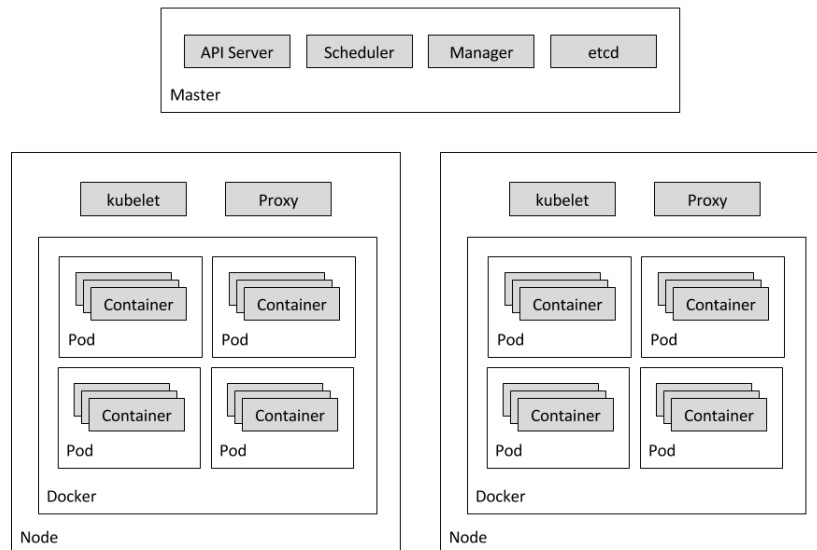 API Server
Scheduler
Manager
etcd
Master
kubelet
Proxy
Container
Pod
Container
Pod
Container
Pod
Container
Pod
Docker
Node
kubelet
Proxy
Container
Pod
Container
Pod
Container
Pod
Container
Pod
Docker
Node